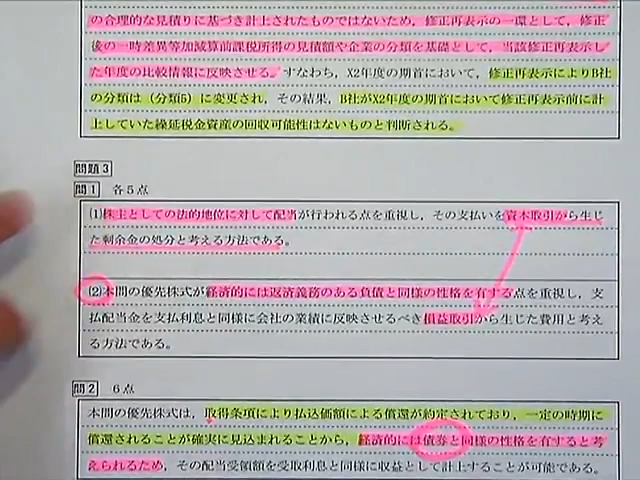 の合理的な見積りに基づき計上されたものではないため，修正再表示の一環として，修正
後の一時差異等加減算前課税所得の見積額や企業の分類を基礎として，当該修正再表示し
た年度の比較情報に反映させる。すなわち，X2年度の期首において，修正再表示によりB社
の分類は（分類5）に変更され，その結果，B社がX2年度の期首において修正再表示前に計
上していた繰延税金資産の回収可能性はないものと判断される。
問題3
問1 各5点
(1)株主としての法的地位に対して配当が行われる点を重視し，その支払いを資本取引から生じ
た剰余金の処分と考える方法である。
(2)本問の優先株式が経済的には返済義務のある負債と同様の性格を有する点を重視し，支
払配当金を支払利息と同様に会社の業績に反映させるべき損益取引から生じた費用と考え
る方法である。
問2 6点
本問の優先株式は，取得条項により払込価額による償還が約定されており，一定の時期に
償還されることが確実に見込まれることから，経済的には債券と同様の性格を有すると考
えられるため，その配当受領額を受取利息と同様に収益として計上することが可能である。